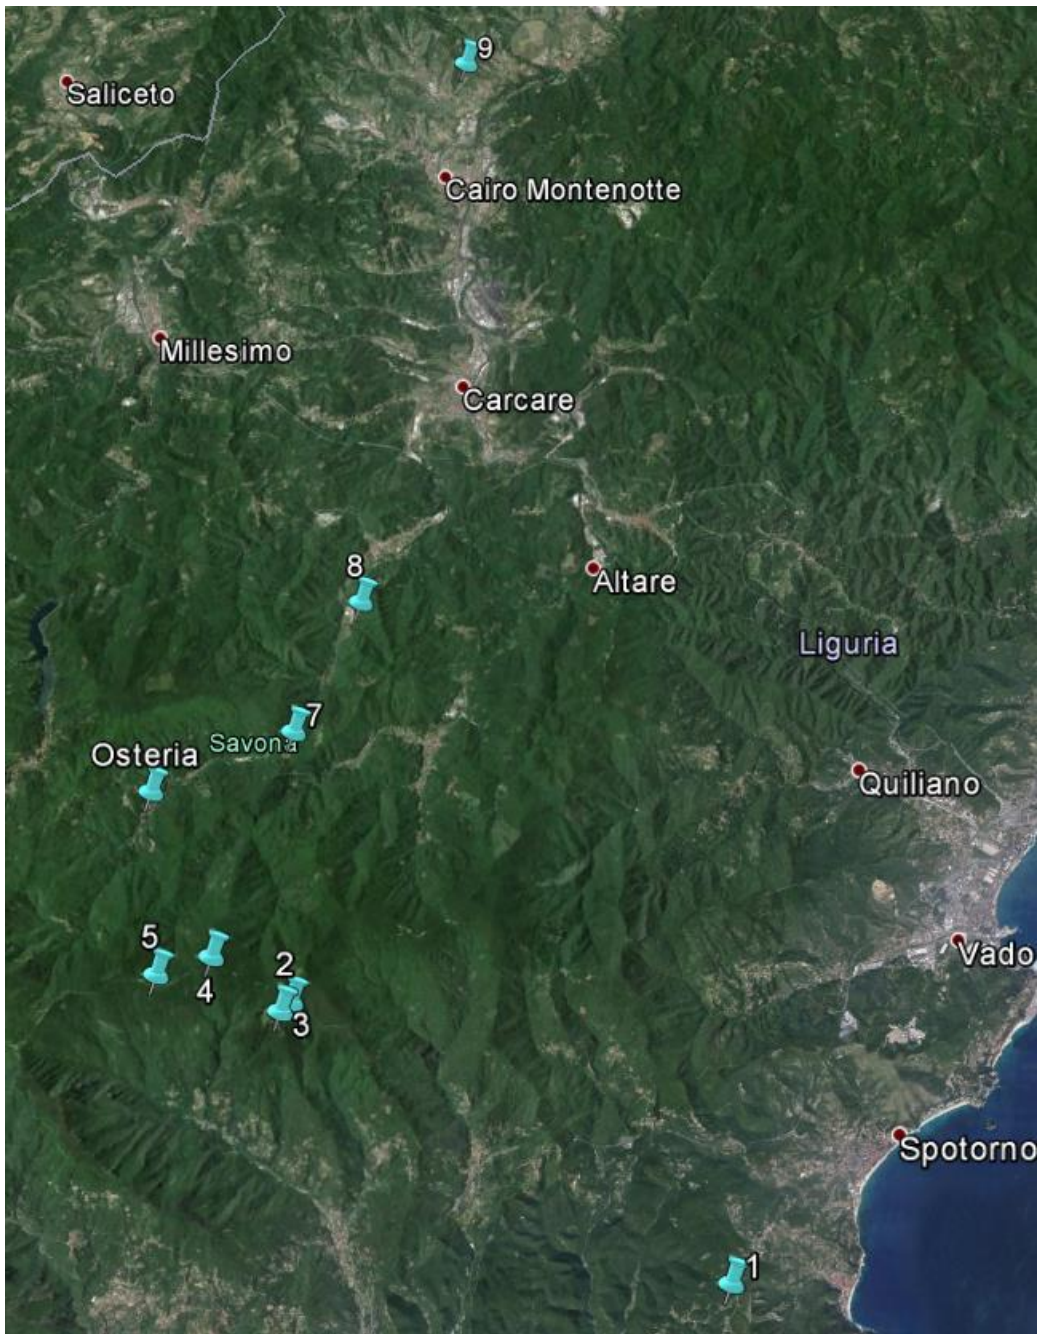 9
Saliceto
Cairo Montenotte
Millesimo
Carcare
8
Altare
Liguria
7
Savona
Osteria
Quiliano
5
2
4
3
Vado
Spotorno
1